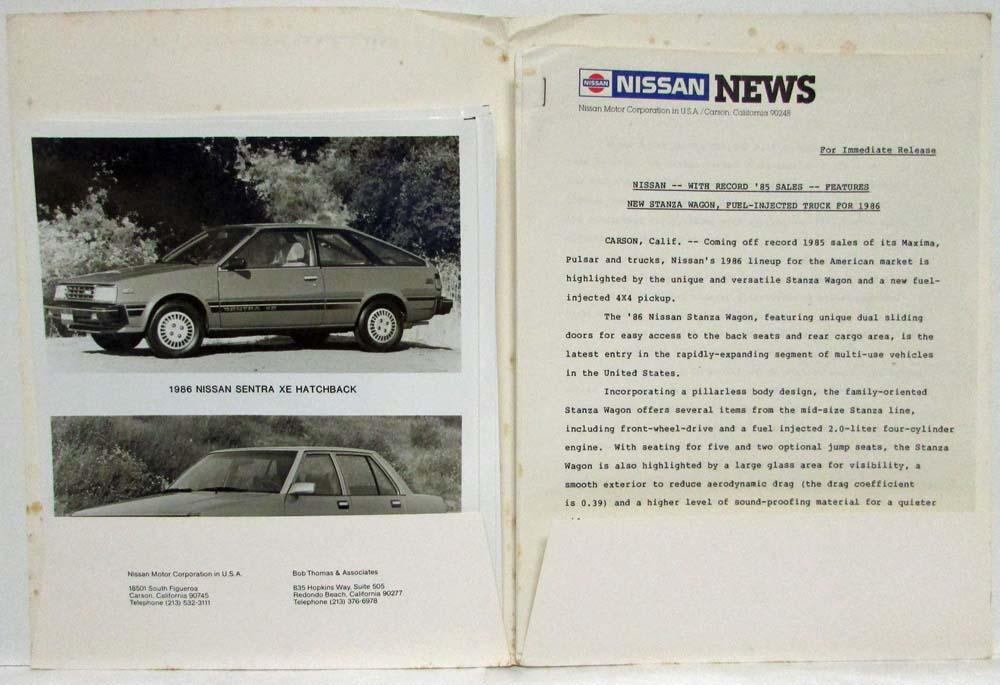 SENTRA XE
1986 NISSAN SENTRA XE HATCHBACK
Nissan Motor Corporation in U.S.A.
18501 South Figueroa
Carson, California 90745
Telephone (213) 532-3111
Bob Thomas & Associates
835 Hopkins Way, Suite 505
Redondo Beach, California 90277
Telephone (213) 376-6978
NISSAN NISSAN NEWS
Nissan Motor Corporation in U.S.A./Carson, California 90248
For Immediate Release
NISSAN -- WITH RECORD '85 SALES -- FEATURES
NEW STANZA WAGON, FUEL-INJECTED TRUCK FOR 1986
CARSON, Calif. -- Coming off record 1985 sales of its Maxima,
Pulsar and trucks, Nissan's 1986 lineup for the American market is
highlighted by the unique and versatile Stanza Wagon and a new fuel-
injected 4X4 pickup.
The '86 Nissan Stanza Wagon, featuring unique dual sliding
doors for easy access to the back seats and rear cargo area, is the
latest entry in the rapidly-expanding segment of multi-use vehicles
in the United States.
Incorporating a pillarless body design, the family-oriented
Stanza Wagon offers several items from the mid-size Stanza line,
including front-wheel-drive and a fuel injected 2.0-liter four-cylinder
engine.  With seating for five and two optional jump seats, the Stanza
Wagon is also highlighted by a large glass area for visibility, a
smooth exterior to reduce aerodynamic drag (the drag coefficient
is 0.39) and a higher level of sound-proofing material for a quieter